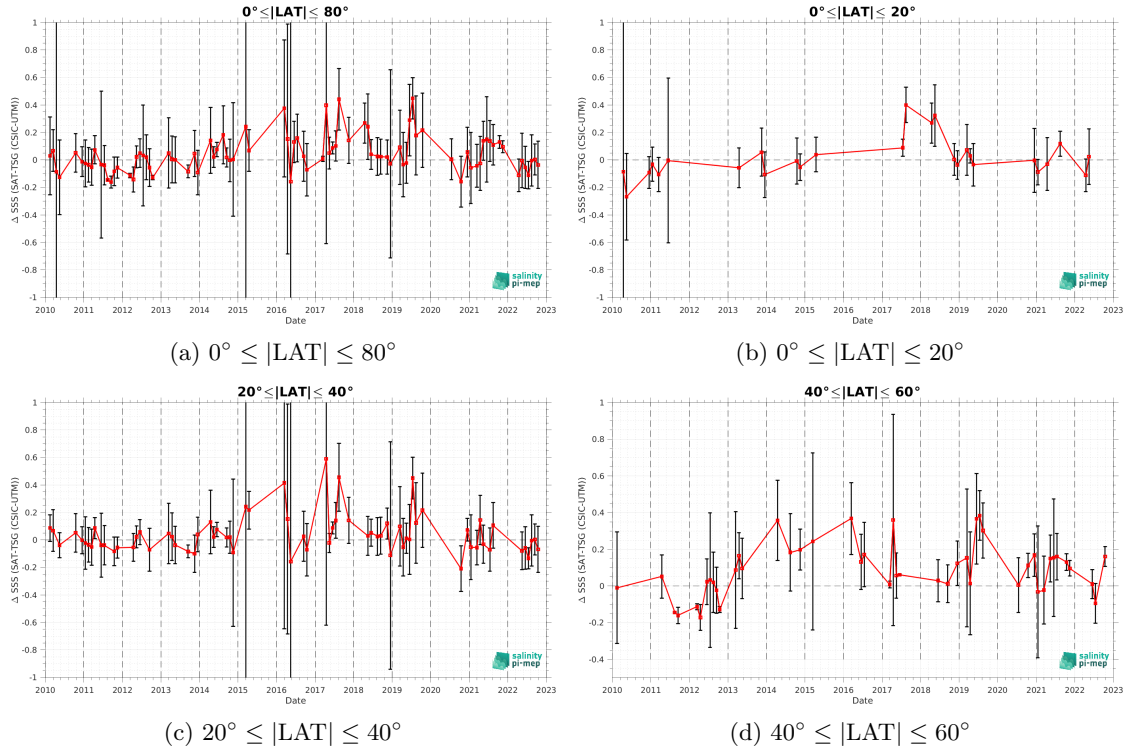 0°≤|LAT|≤ 80°
Δ SSS (SAT-TSG (CSIC-UTM))
1
0.8
0.6
0.4
0.2
0
-0.2
-0.4
-0.6
-0.8
-1
2010 2011 2012 2013 2014 2015 2016 2017 2018 2019 2020 2021 2022 2023
Date
salinity
pi-mep
(a) 0° ≤ |LAT| ≤ 80°
0°≤|LAT|≤ 20°
Δ SSS (SAT-TSG (CSIC-UTM))
1
0.8
0.6
0.4
0.2
0
-0.2
-0.4
-0.6
-0.8
-1
2010 2011 2012 2013 2014 2015 2016 2017 2018 2019 2020 2021 2022 2023
Date
salinity
pi-mep
(b) 0° ≤ |LAT| ≤ 20°
20°≤|LAT|≤ 40°
Δ SSS (SAT-TSG (CSIC-UTM))
1
0.8
0.6
0.4
0.2
0
-0.2
-0.4
-0.6
-0.8
-1
2010 2011 2012 2013 2014 2015 2016 2017 2018 2019 2020 2021 2022 2023
Date
salinity
pi-mep
(c) 20° ≤ |LAT| ≤ 40°
40°≤|LAT|≤ 60°
Δ SSS (SAT-TSG (CSIC-UTM))
1
0.8
0.6
0.4
0.2
0
-0.2
-0.4
2010 2011 2012 2013 2014 2015 2016 2017 2018 2019 2020 2021 2022 2023
Date
salinity
pi-mep
(d) 40° ≤ |LAT| ≤ 60°